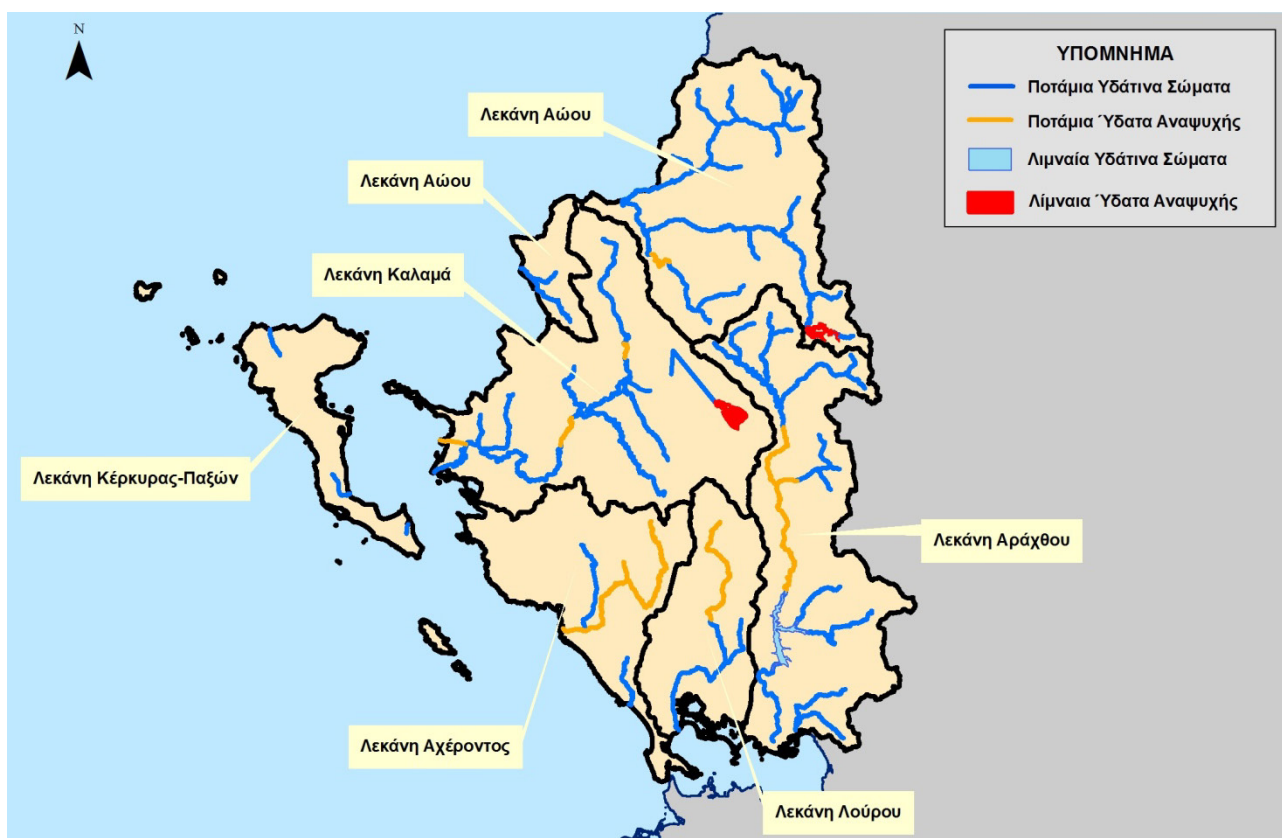 N
ΥΠΟΜΝΗΜΑ
Ποτάμια Υδάτινα Σώματα
Ποτάμια Ύδατα Αναψυχής
Λιμναία Υδάτινα Σώματα
Λίμναια Ύδατα Αναψυχής
Λεκάνη Αώου
Λεκάνη Αώου
Λεκάνη Καλαμά
Λεκάνη Κέρκυρας-Παξών
Λεκάνη Αράχθου
Λεκάνη Αχέροντος
Λεκάνη Λούρου